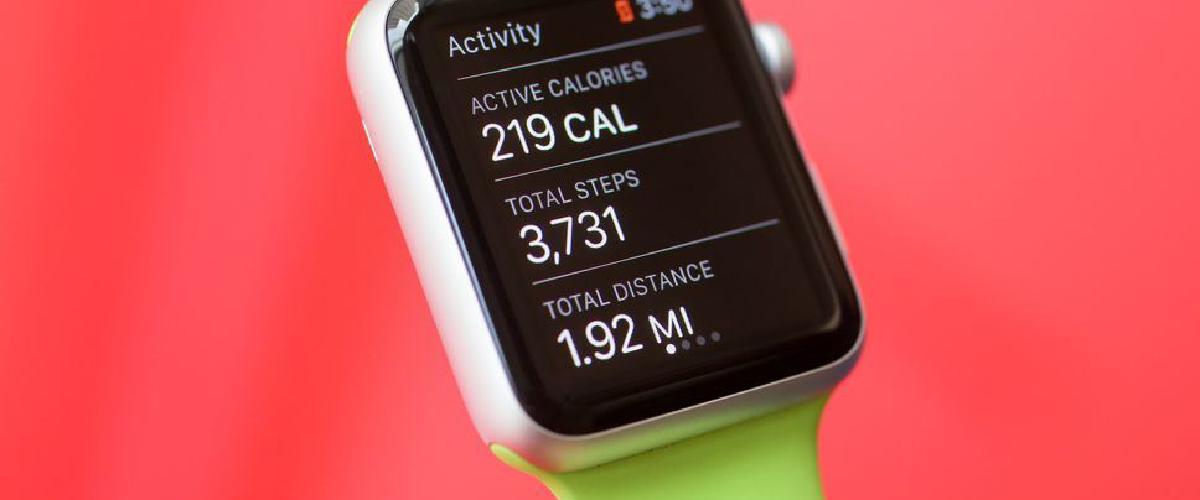 Activity
ACTIVE CALORIES
219 CAL
TOTAL STEPS
3,731
TOTAL DISTANCE
1.92 MI